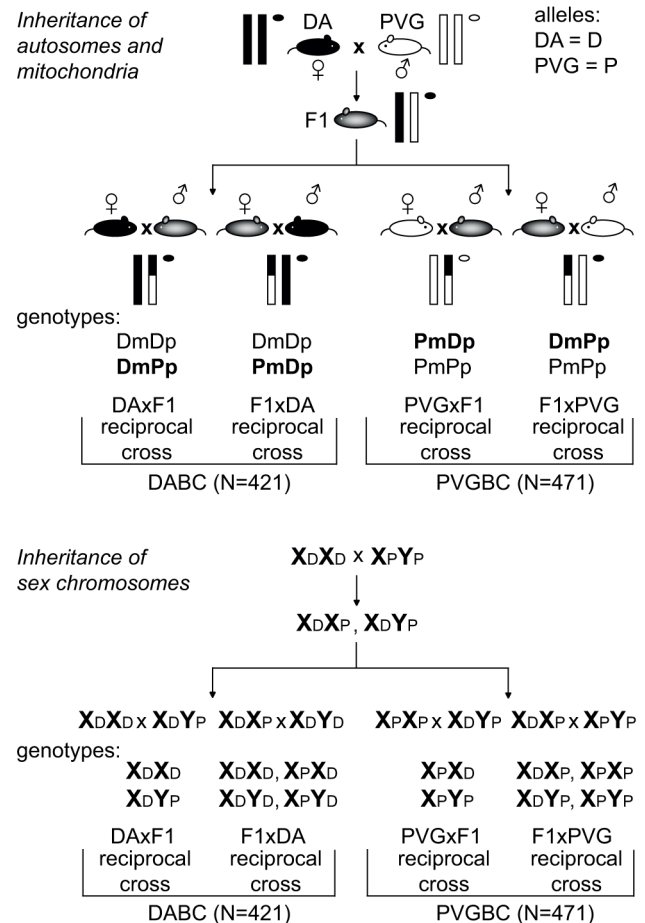 Inheritance of autosomes and mitochondria
DA PVG
x
♀ ♂
alleles:
DA = D
PVG = P
F1
♀ ♂ ♀ ♂ ♀ ♂ ♀ ♂
x x x x
genotypes:
DmDp DmDp PmDp DmPp
DmPp PmDp PmPp PmPp
DAxF1 F1xDA PVGxF1 F1xPVG
reciprocal reciprocal reciprocal reciprocal
cross cross cross cross
DABC (N=421) PVGBC (N=471)
Inheritance of
sex chromosomes
XDXD x XPYP
XDXP, XDYP
XDXD x XDYP XDXP x XDYD XPXP x XDYP XDXP x XPYP
genotypes:
XDXD XDXD, XPXD XPXD XDXP, XPXP
XDYP XDYD, XPYD XPYP XDYP, XPYP
DAxF1 F1xDA PVGxF1 F1xPVG
reciprocal reciprocal reciprocal reciprocal
cross cross cross cross
DABC (N=421) PVGBC (N=471)